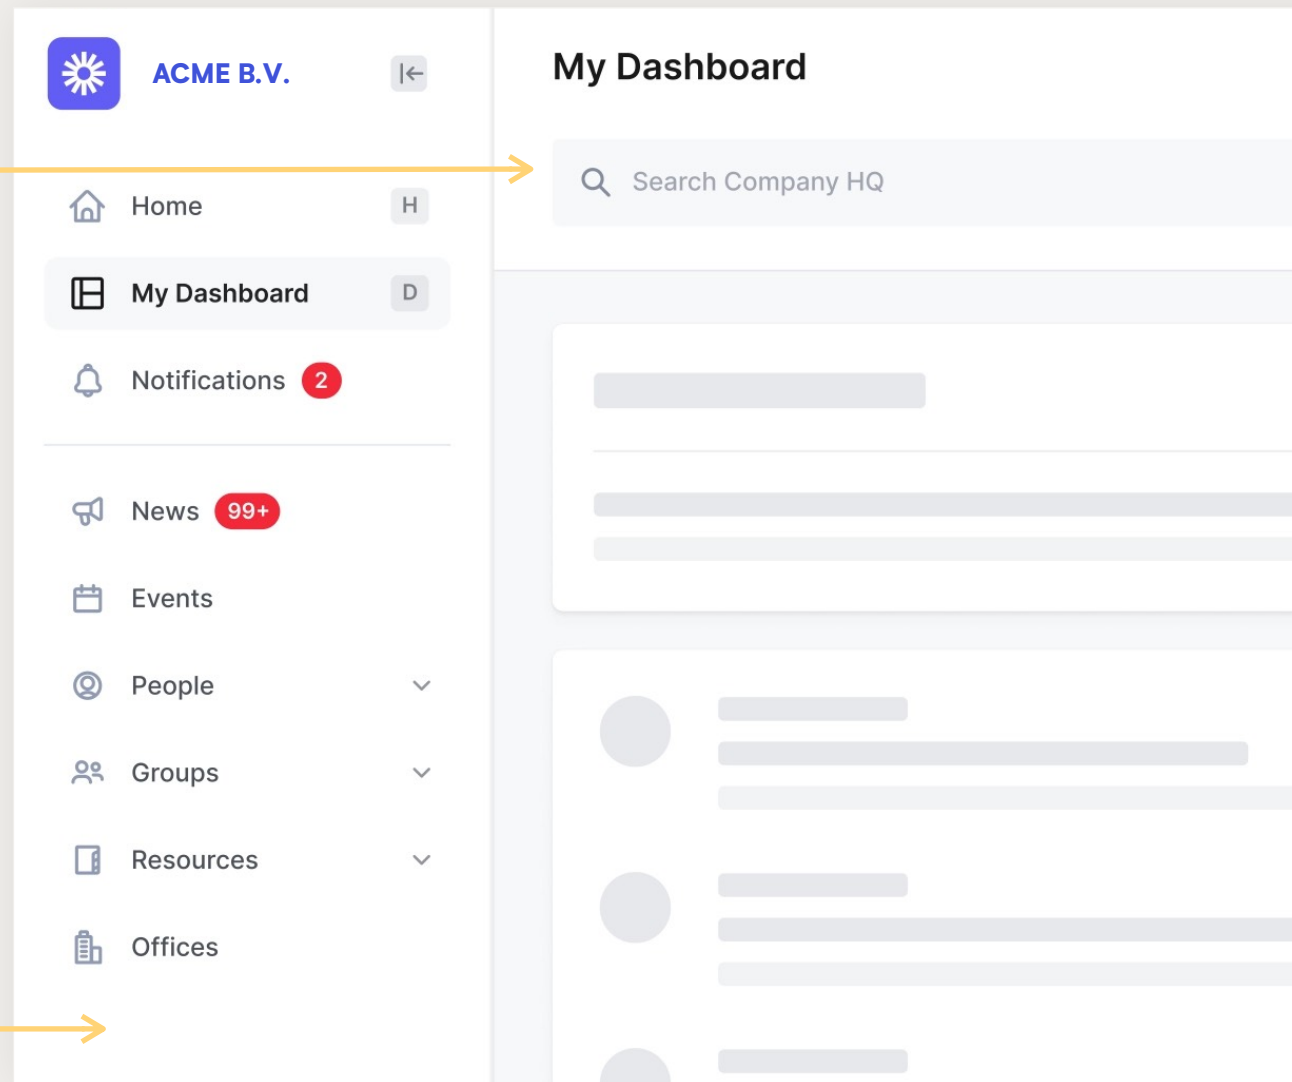 ACME B.V.
Home H
My Dashboard D
Notifications 2
News 99+
Events
People
Groups
Resources
Offices
My Dashboard
Search Company HQ